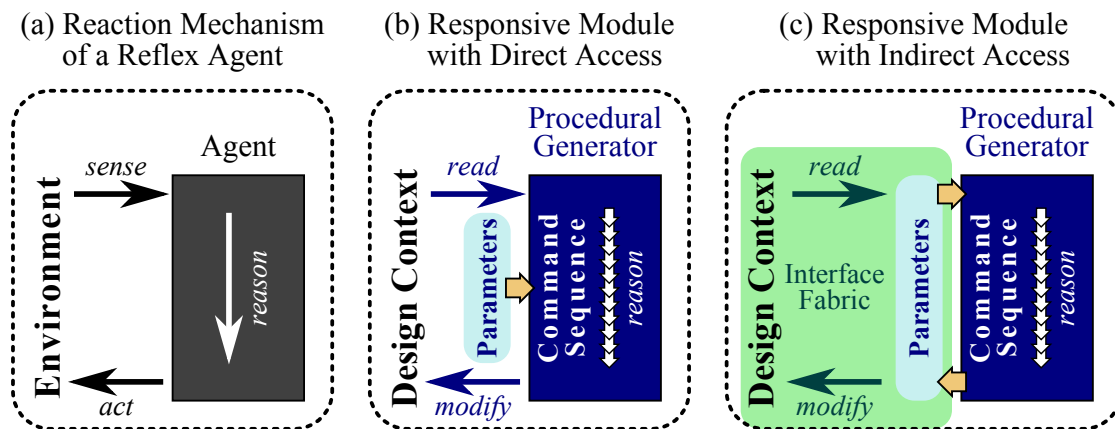 (a) Reaction Mechanism
of a Reflex Agent
Environment
sense
Agent
reason
act
(b) Responsive Module
with Direct Access
Design Context
read
Parameters
modify
Procedural
Generator
Command
Sequence
reason
(c) Responsive Module
with Indirect Access
Design Context
read
Interface
Fabric
modify
Parameters
Procedural
Generator
Command
Sequence
reason